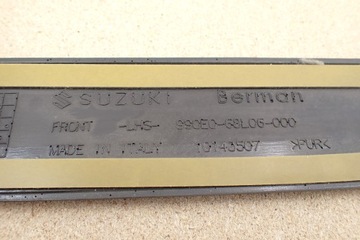 SUZUKI Berman
FRONT -LHS- 990E0-68L06-000
MADE IN ITALY 10143507 >PUR<